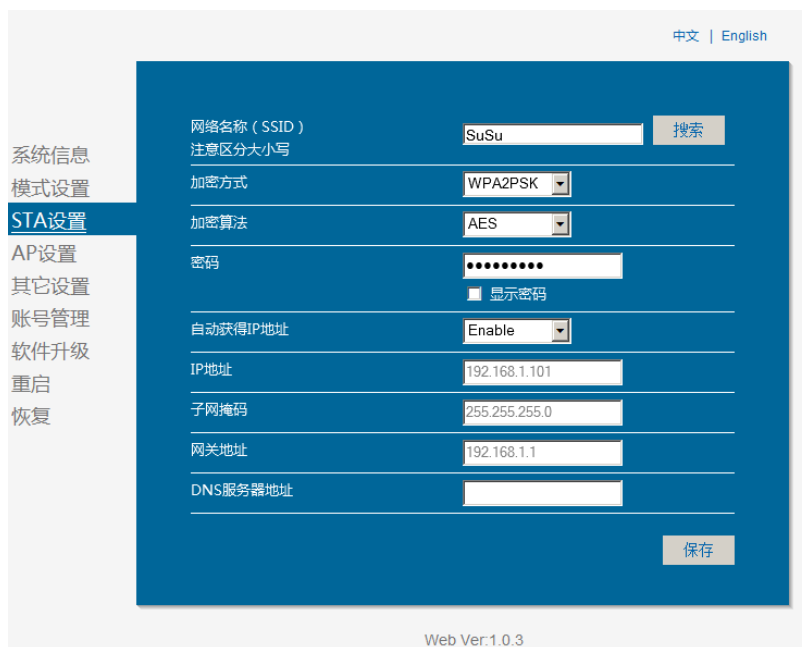 中文 | English
系统信息
模式设置
STA设置
AP设置
其它设置
账号管理
软件升级
重启
恢复
网络名称（SSID）
注意区分大小写
SuSu
搜索
加密方式
WPA2PSK
加密算法
AES
密码
•••••••••
显示密码
自动获得IP地址
Enable
IP地址
192.168.1.101
子网掩码
255.255.255.0
网关地址
192.168.1.1
DNS服务器地址
保存
Web Ver:1.0.3